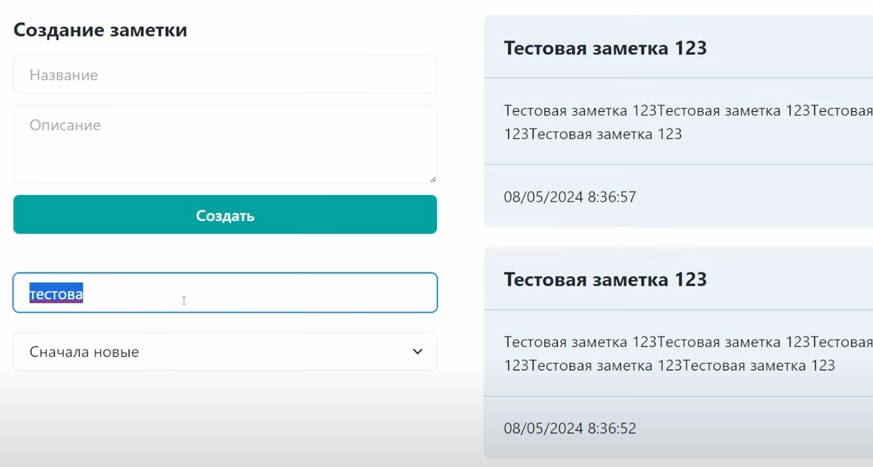 Создание заметки
Название
Описание
Создать
тестова
Сначала новые
Тестовая заметка 123
Тестовая заметка 123Тестовая заметка 123Тестовая
123Тестовая заметка 123
08/05/2024 8:36:57
Тестовая заметка 123
Тестовая заметка 123Тестовая заметка 123Тестовая
123Тестовая заметка 123Тестовая заметка 123
08/05/2024 8:36:52